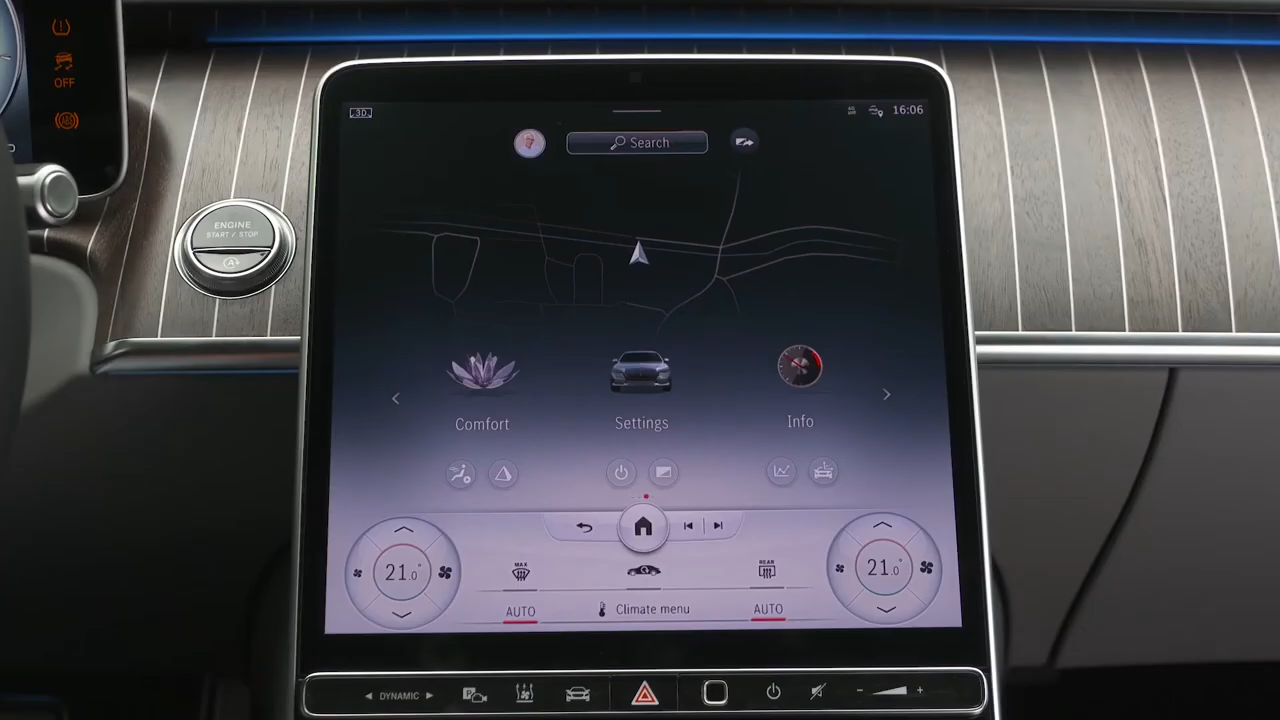 OFF
ABS
3D
16:06
Search
ENGINE
START / STOP
A
Comfort
Settings
Info
21.0°
21.0°
MAX
REAR
AUTO
Climate menu
AUTO
DYNAMIC
P